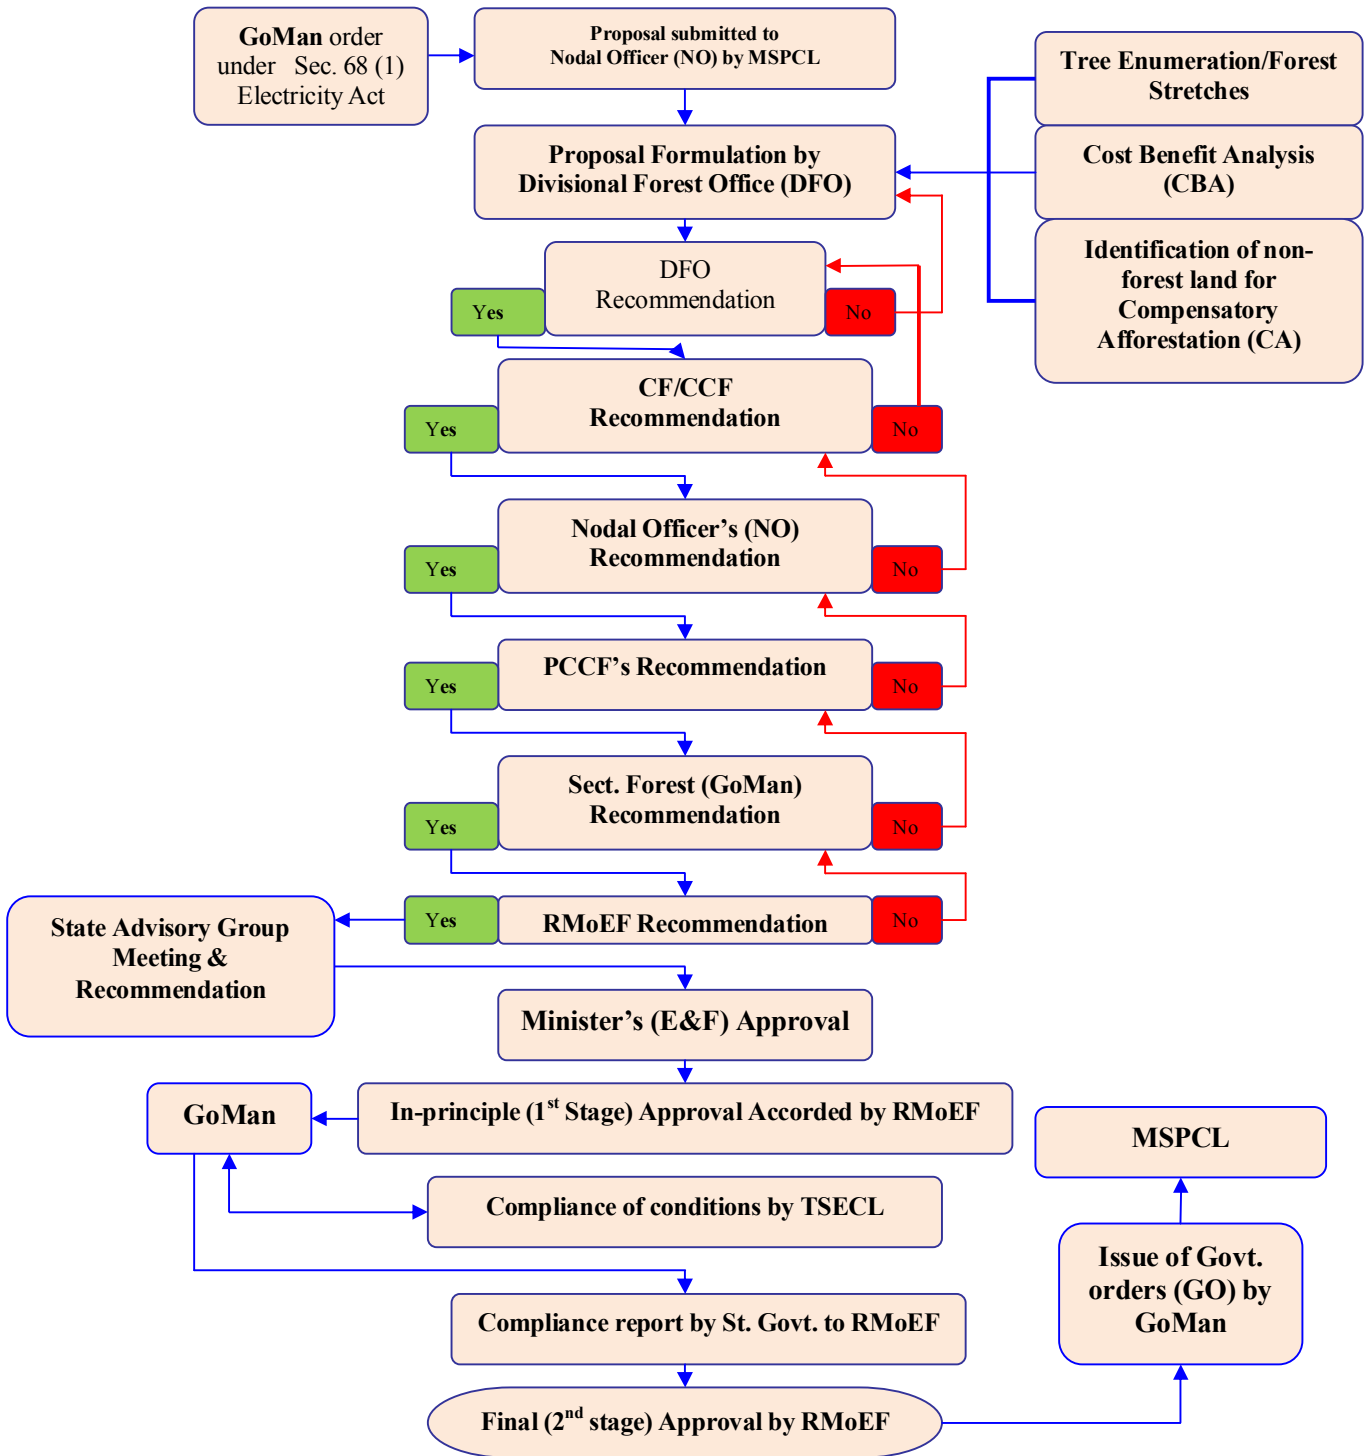 GoMan order
under Sec. 68 (1)
Electricity Act
Proposal submitted to
Nodal Officer (NO) by MSPCL
Tree Enumeration/Forest
Stretches
Proposal Formulation by
Divisional Forest Office (DFO)
Cost Benefit Analysis
(CBA)
Identification of non-
forest land for
Compensatory
Afforestation (CA)
DFO
Recommendation
Yes
No
CF/CCF
Recommendation
Yes
No
Nodal Officer’s (NO)
Recommendation
Yes
No
PCCF’s Recommendation
Yes
No
Sect. Forest (GoMan)
Recommendation
Yes
No
RMoEF Recommendation
Yes
No
State Advisory Group
Meeting &
Recommendation
Minister’s (E&F) Approval
In-principle (1st Stage) Approval Accorded by RMoEF
GoMan
MSPCL
Compliance of conditions by TSECL
Issue of Govt.
orders (GO) by
GoMan
Compliance report by St. Govt. to RMoEF
Final (2nd stage) Approval by RMoEF